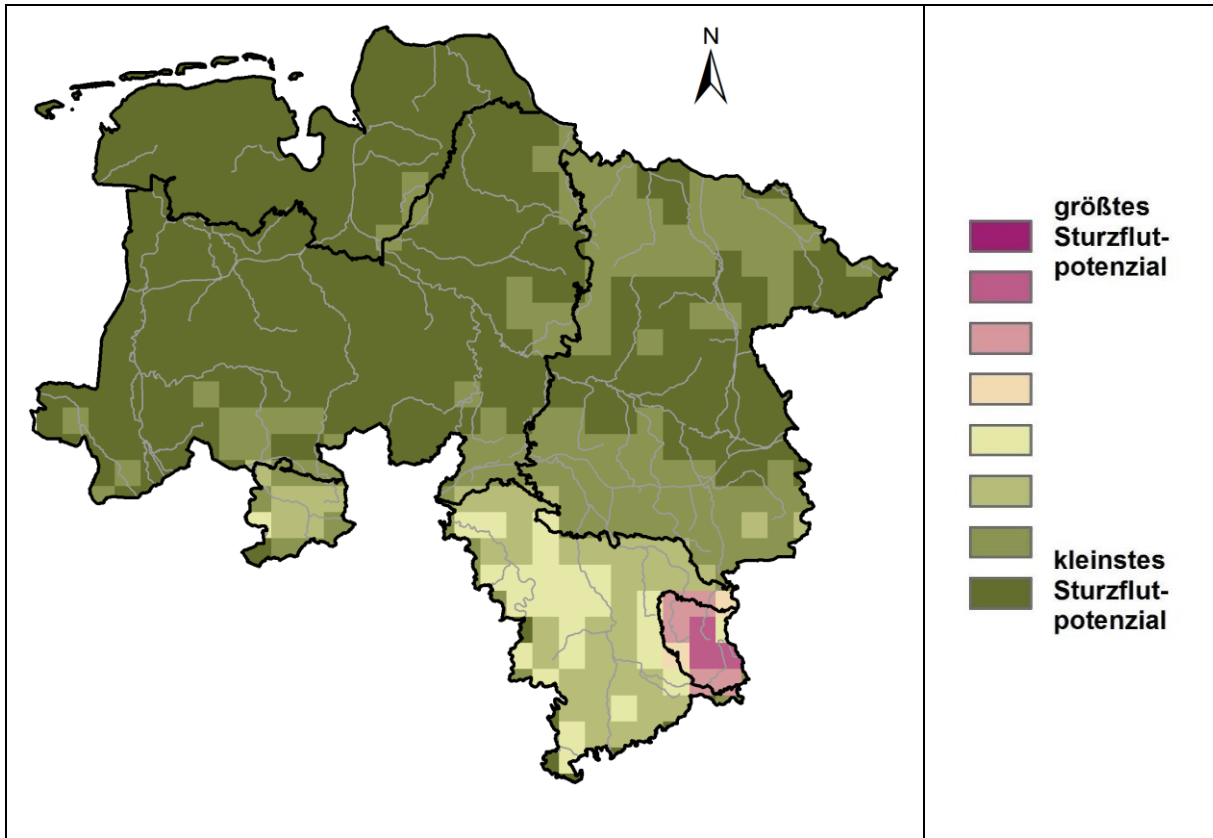 N
größtes
Sturzflut-
potenzial
kleinstes
Sturzflut-
potenzial